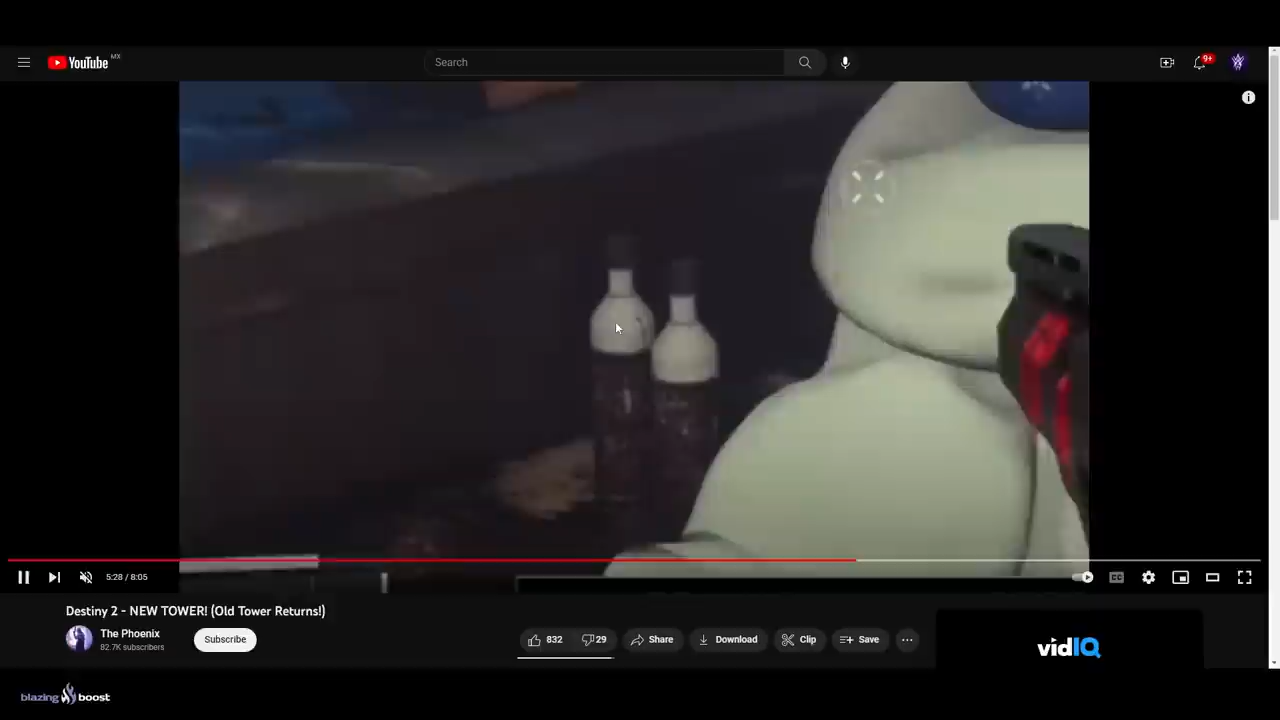 YouTube MX
Search
9+
5:28 / 8:05
CC
Destiny 2 - NEW TOWER! (Old Tower Returns!)
The Phoenix
82.7K subscribers
Subscribe
832
29
Share
Download
Clip
Save
vidIQ
blazing boost